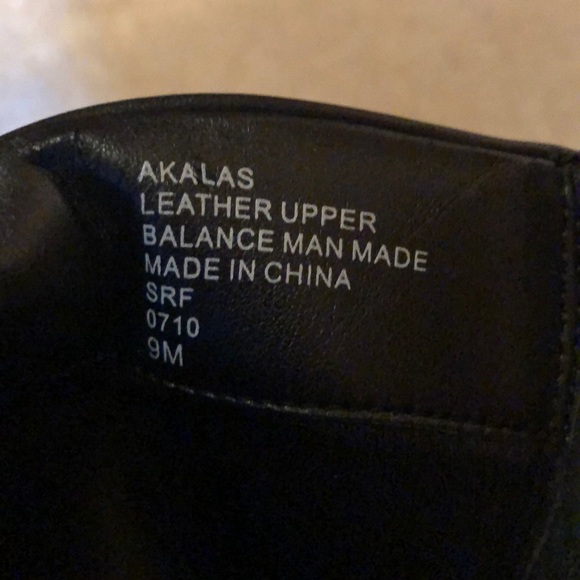 AKALAS
LEATHER UPPER
BALANCE MAN MADE
MADE IN CHINA
SRF
0710
9M